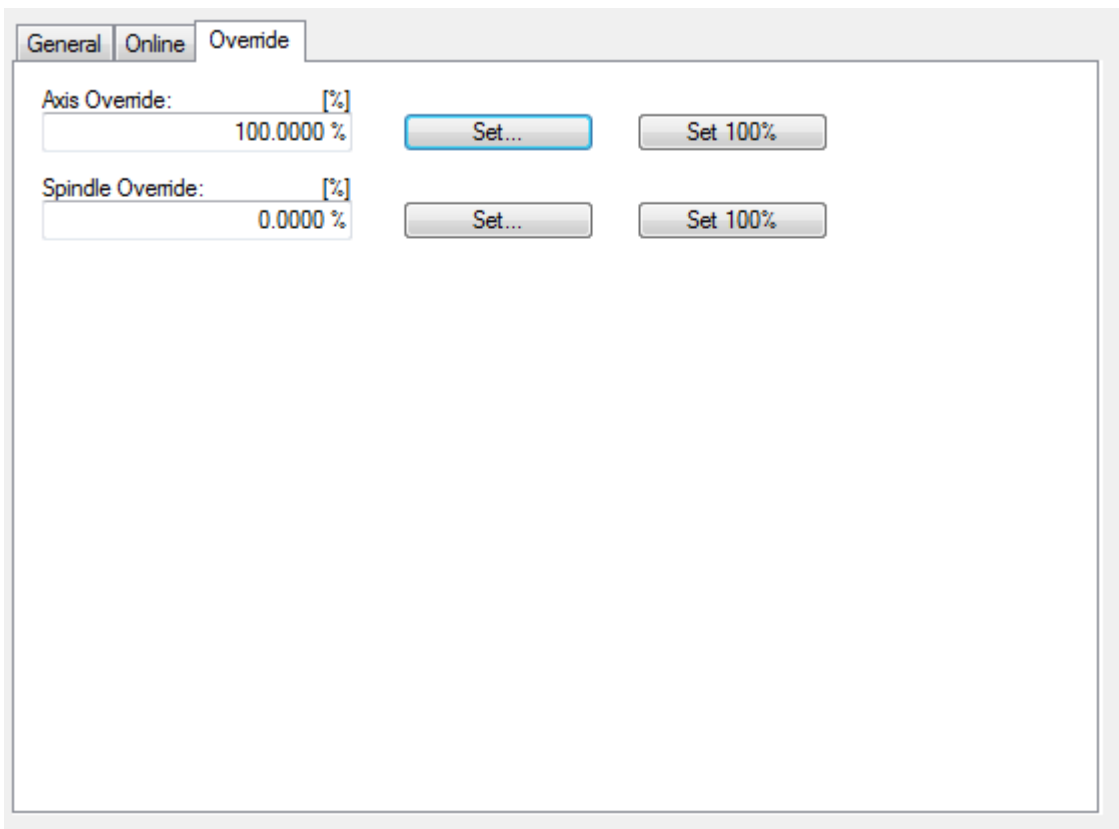 General Online Override
Axis Override: [%]
100.0000 % Set... Set 100%
Spindle Override: [%]
0.0000 % Set... Set 100%